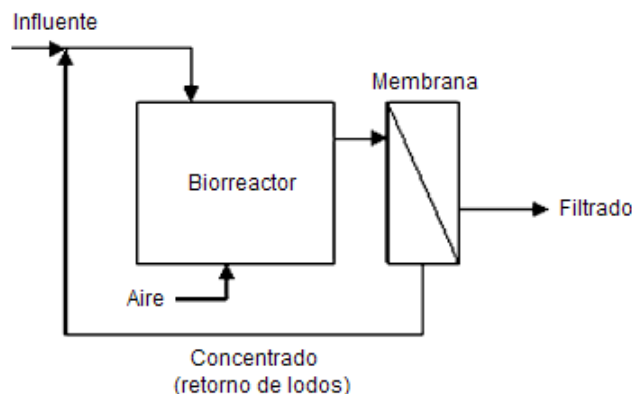 Influente
Membrana
Biorreactor
Filtrado
Aire
Concentrado
(retorno de lodos)